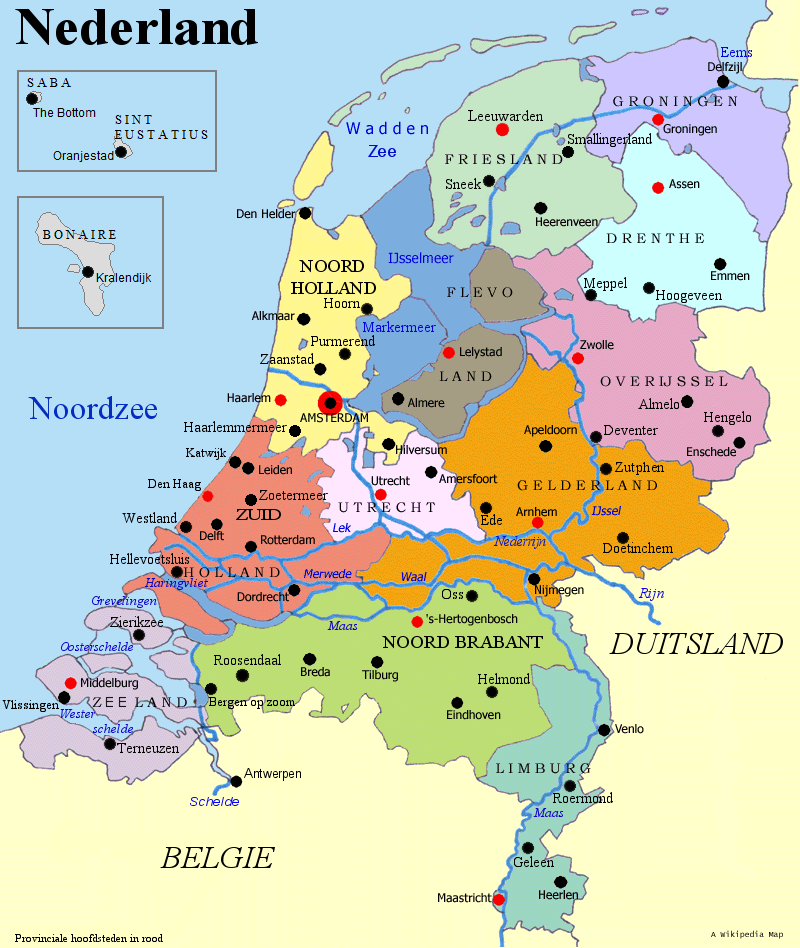 Nederland
SABA
The Bottom
SINT
EUSTATIUS
Oranjestad
BONAIRE
Kralendijk
Wadden
Zee
Eems
Delfzijl
GRONINGEN
Groningen
Leeuwarden
Smallingerland
FRIESLAND
Sneek
Heerenveen
Assen
DRENTHE
Emmen
Meppel
Hoogeveen
Den Helder
IJsselmeer
NOORD
HOLLAND
Hoorn
FLEVO
Alkmaar
Markermeer
Purmerend
Zaanstad
Lelystad
LAND
Zwolle
OVERIJSSEL
Almelo
Hengelo
Enschede
Noordzee
Haarlem
AMSTERDAM
Almere
Haarlemmermeer
Hilversum
Apeldoorn
Deventer
Katwijk
Leiden
Amersfoort
Zutphen
Den Haag
Zoetermeer
Utrecht
UTRECHT
GELDERLAND
ZUID
Westland
Delft
Lek
Ede
Arnhem
IJssel
Rotterdam
Nederrijn
Doetinchem
Hellevoetsluis
HOLLAND
Haringvliet
Merwede
Waal
Dordrecht
Oss
Nijmegen
Rijn
Grevelingen
Zierikzee
Maas
's-Hertogenbosch
NOORD BRABANT
DUITSLAND
Oosterschelde
Roosendaal
Breda
Tilburg
Middelburg
Helmond
Vlissingen
ZEELAND
Bergen op zoom
Eindhoven
Wester
schelde
Venlo
Terneuzen
LIMBURG
Antwerpen
Schelde
Roermond
Maas
BELGIE
Geleen
Maastricht
Heerlen
Provinciale hoofdsteden in rood
A Wikipedia Map